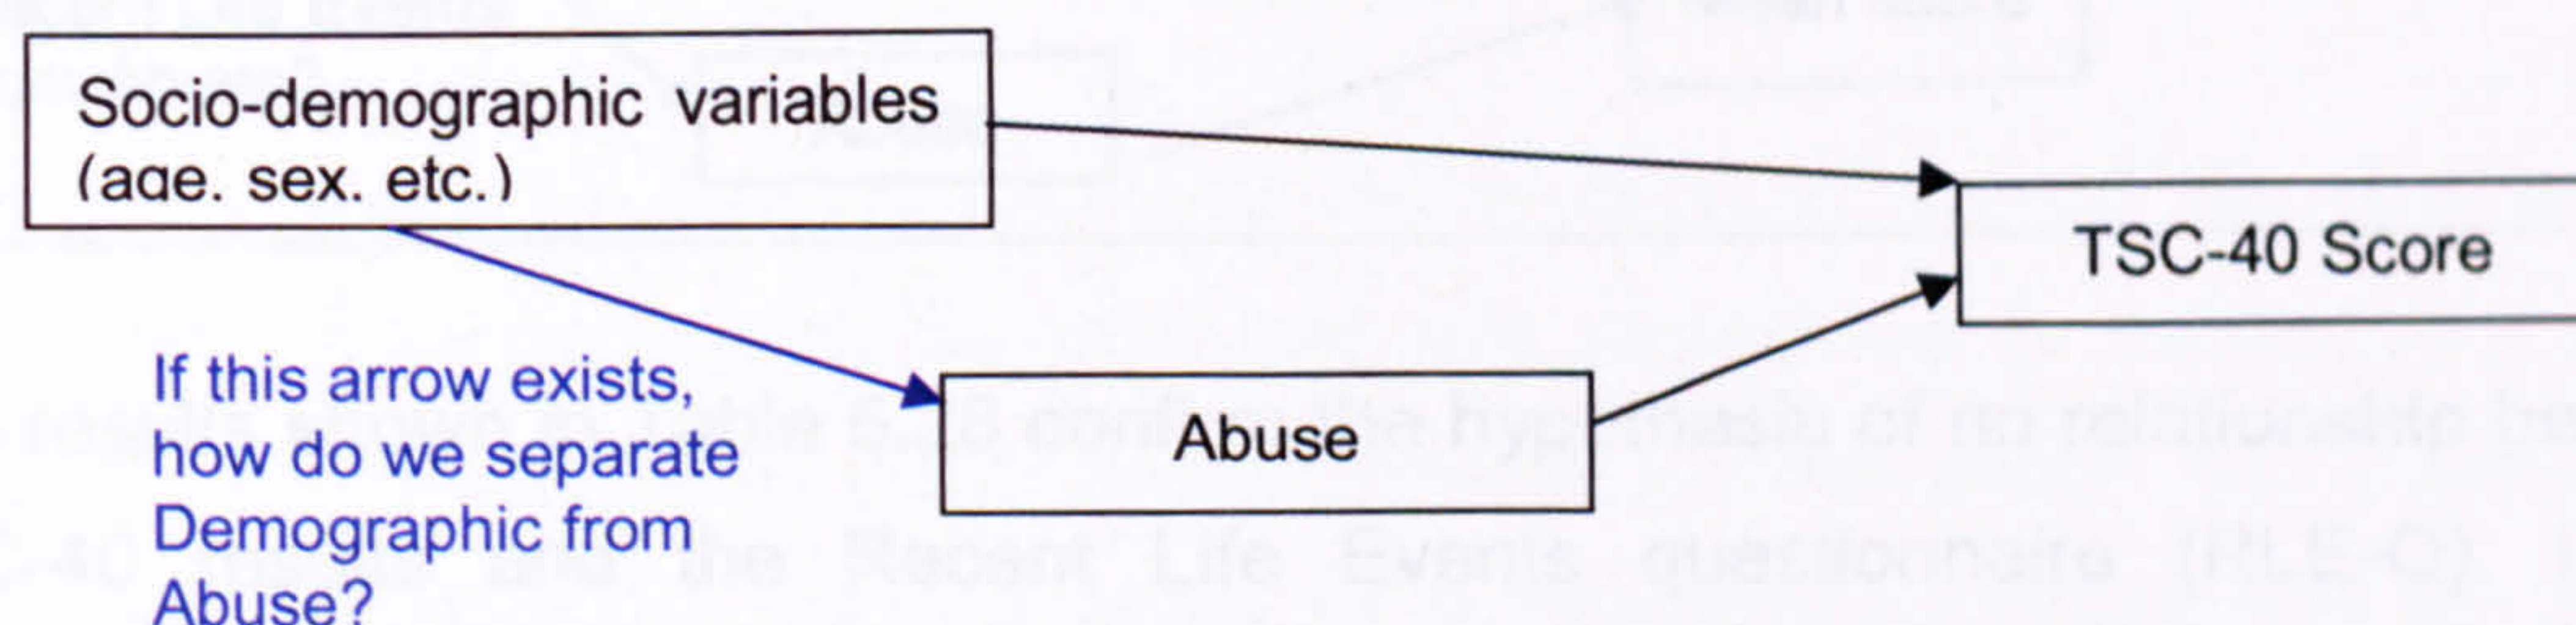 Socio-demographic variables
(age. sex. etc.)
TSC-40 Score
Abuse
If this arrow exists,
how do we separate
Demographic from
Abuse?